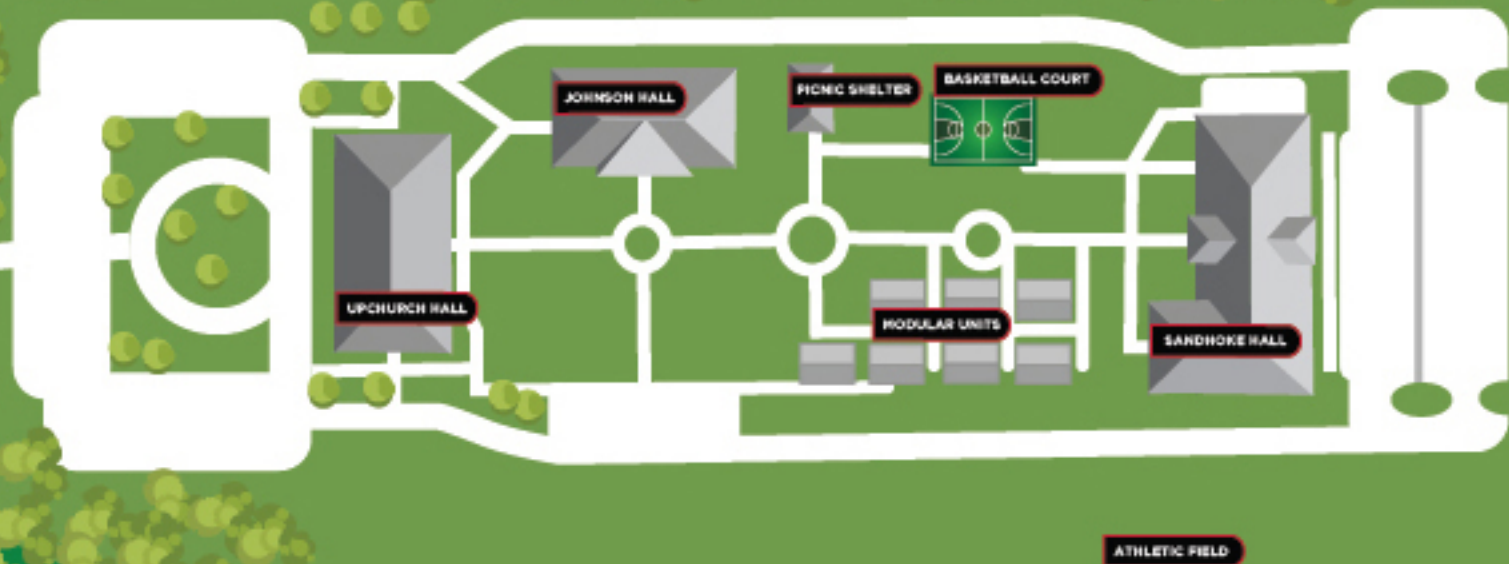 BASKETBALL COURT
JOHNSON HALL
PICNIC SHELTER
UPCHURCH HALL
MODULAR UNITS
SANDHOKE HALL
ATHLETIC FIELD